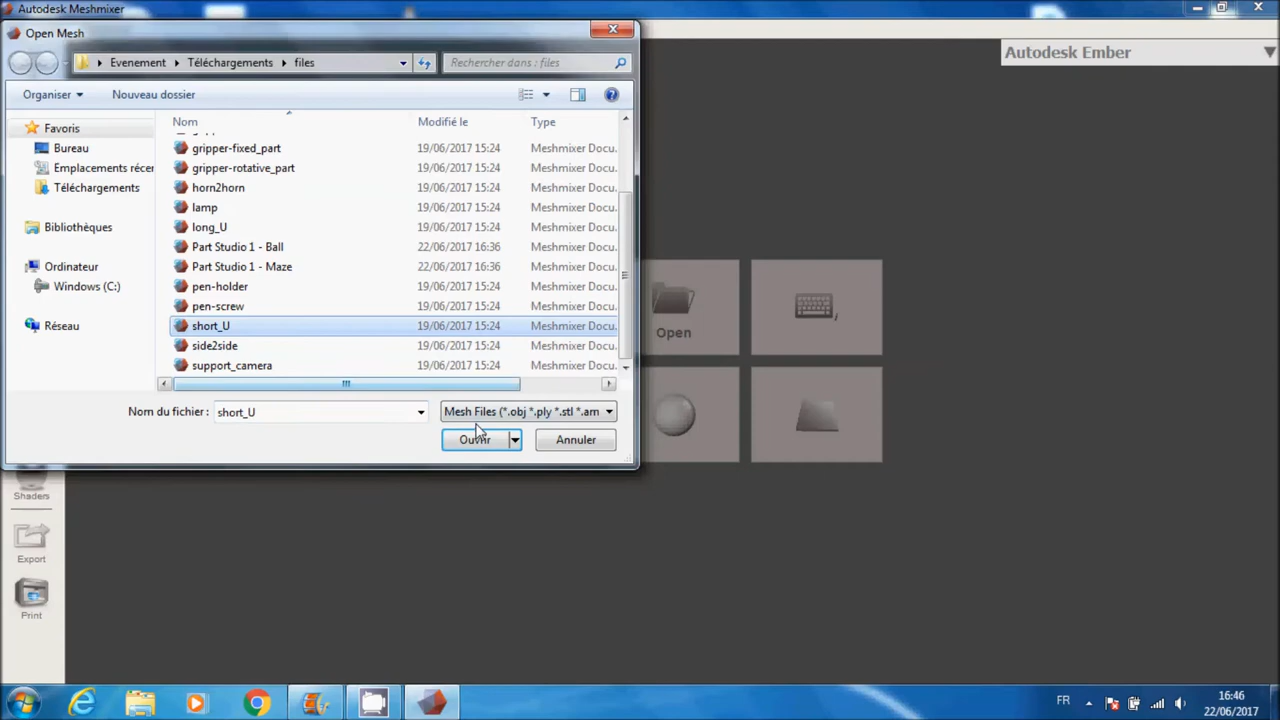 Autodesk Meshmixer
Open Mesh
Evenement Téléchargements files
Rechercher dans : files
Autodesk Ember
Organiser Nouveau dossier
Nom Modifié le Type
Favoris
Bureau
Emplacements récer
Téléchargements
Bibliothèques
Ordinateur
Windows (C:)
Réseau
gripper-fixed_part 19/06/2017 15:24 Meshmixer Docu.
gripper-rotative_part 19/06/2017 15:24 Meshmixer Docu.
horn2horn 19/06/2017 15:24 Meshmixer Docu.
lamp 19/06/2017 15:24 Meshmixer Docu.
long_U 19/06/2017 15:24 Meshmixer Docu.
Part Studio 1 - Ball 22/06/2017 16:36 Meshmixer Docu.
Part Studio 1 - Maze 22/06/2017 16:36 Meshmixer Docu.
pen-holder 19/06/2017 15:24 Meshmixer Docu.
pen-screw 19/06/2017 15:24 Meshmixer Docu.
short_U 19/06/2017 15:24 Meshmixer Docu.
side2side 19/06/2017 15:24 Meshmixer Docu.
support_camera 19/06/2017 15:24 Meshmixer Docu.
Nom du fichier : short_U Mesh Files (*.obj *.ply *.stl *.am
Ouvrir Annuler
Open
Shaders
Export
Print
FR
16:46
22/06/2017